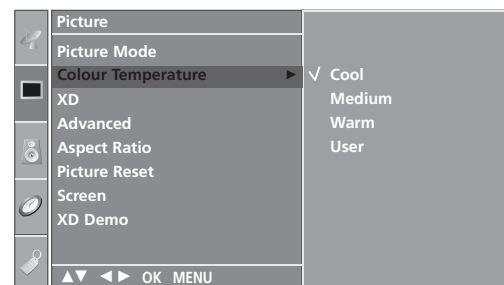 Picture
Picture Mode
Colour Temperature ►
XD
Advanced
Aspect Ratio
Picture Reset
Screen
XD Demo
▲▼ ◄► OK MENU
√ Cool
Medium
Warm
User